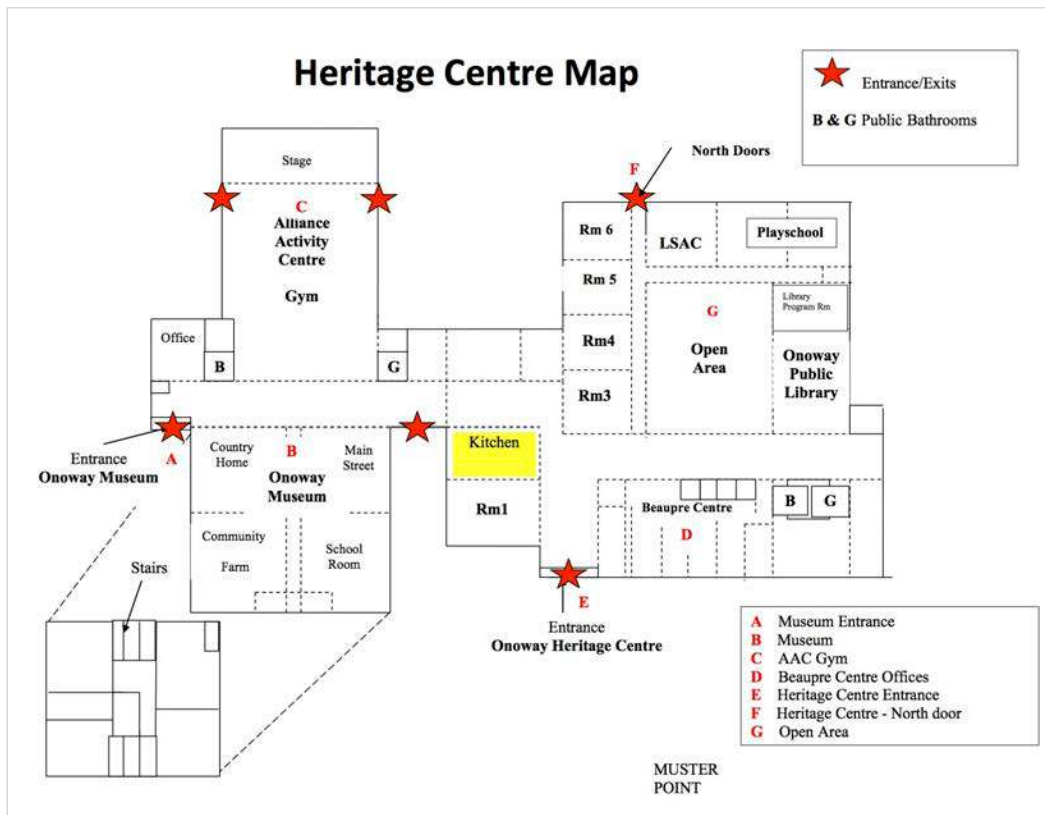 Heritage Centre Map
Entrance/Exits
B & G Public Bathrooms
North Doors
F
Stage
C
Alliance
Activity
Centre
Gym
Rm 6
LSAC
Playschool
Rm 5
G
Library
Program Rm
Office
B
G
Rm4
Open
Area
Onoway
Public
Library
Rm3
Entrance
Onoway Museum
A
Country
Home
B
Onoway
Museum
Main
Street
Kitchen
Rm1
Community
Farm
School
Room
Beaupre Centre
D
B
G
Stairs
E
Entrance
Onoway Heritage Centre
A Museum Entrance
B Museum
C AAC Gym
D Beaupre Centre Offices
E Heritage Centre Entrance
F Heritage Centre - North door
G Open Area
MUSTER
POINT